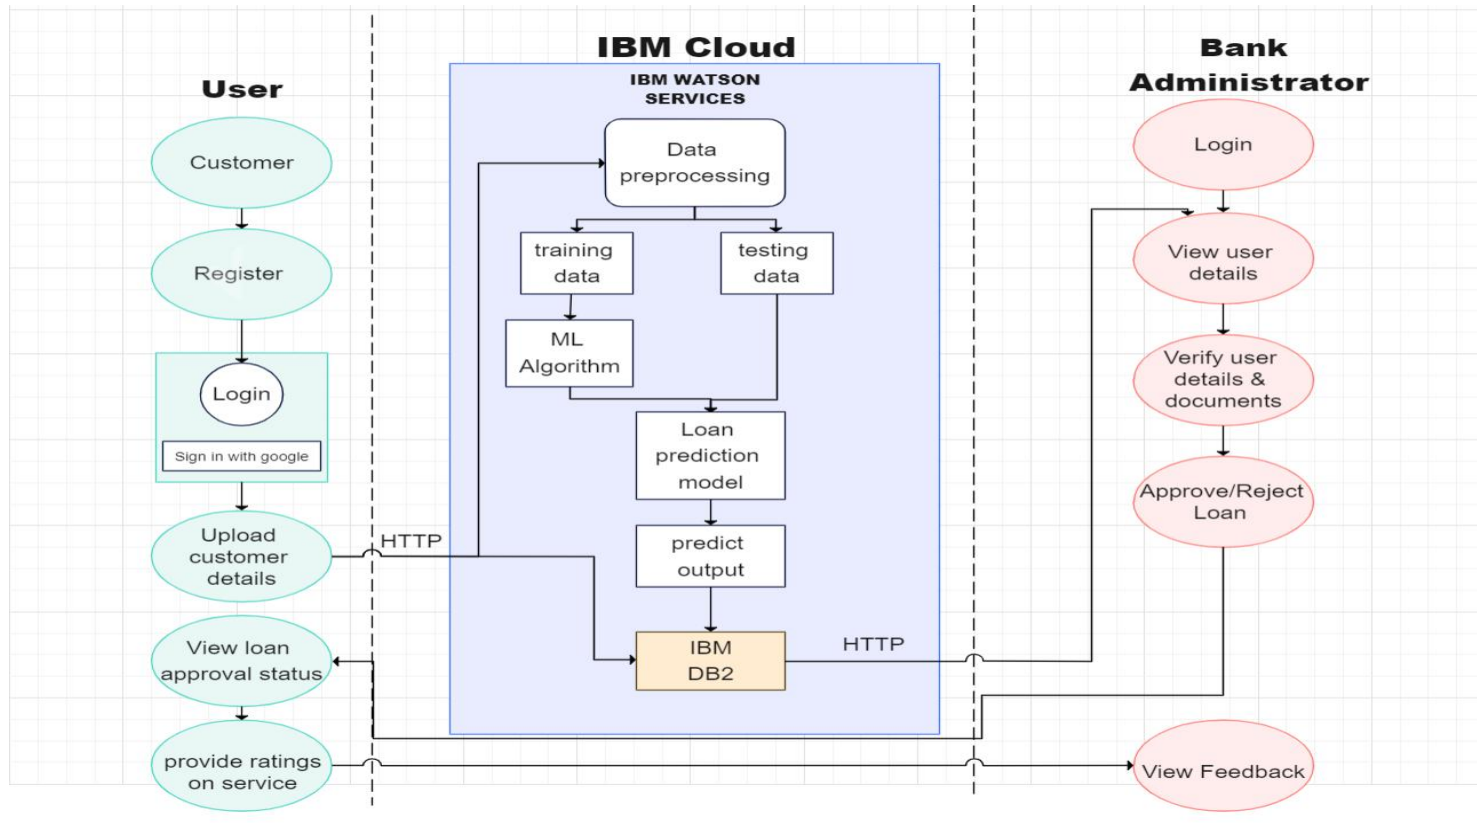 User
Customer
Register
Login
Sign in with google
Upload
customer
details
View loan
approval status
provide ratings
on service
HTTP
IBM Cloud
IBM WATSON
SERVICES
Data
preprocessing
training
data
testing
data
ML
Algorithm
Loan
prediction
model
predict
output
IBM
DB2
HTTP
Bank
Administrator
Login
View user
details
Verify user
details &
documents
Approve/Reject
Loan
View Feedback